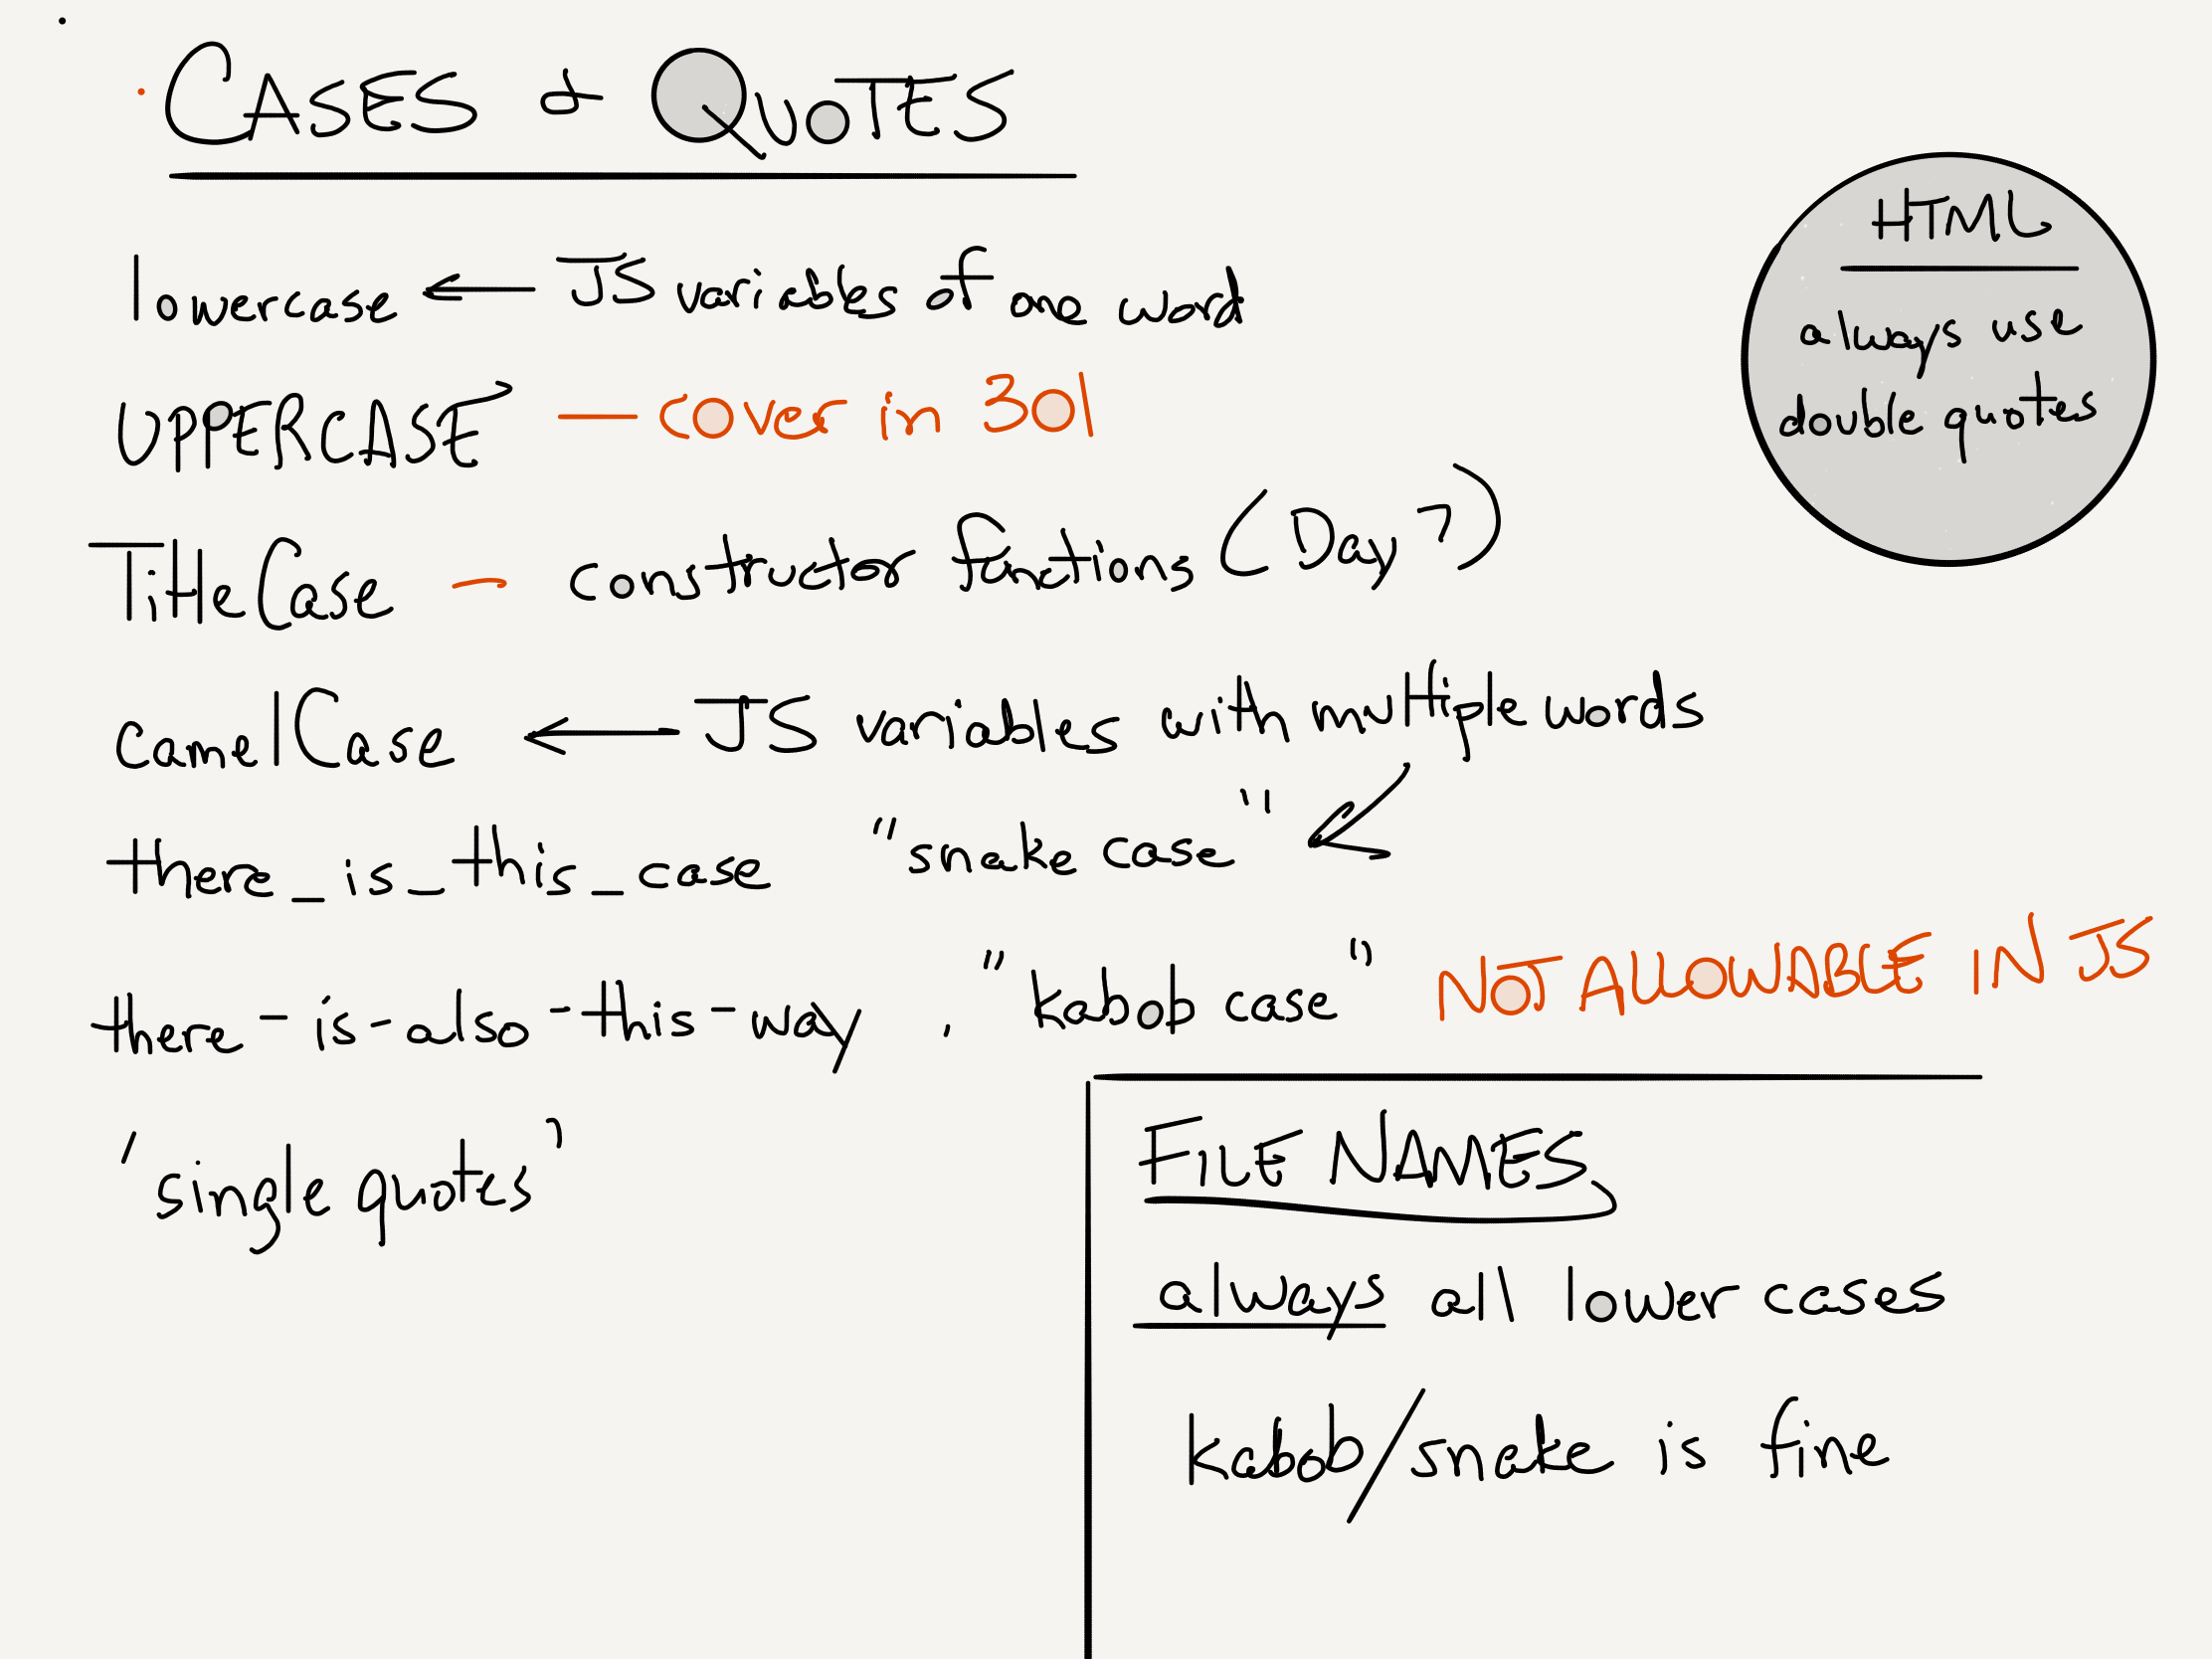 CASES & QUOTES
HTML
always use
double quotes
lowercase ← JS variables of one word
UPPERCASE — cover in 301
TitleCase - constructor functions (Day 7)
camelCase ← JS variables with multiple words
there_is_this_case "snake case" ↙
there-is-also-this-way . "kabob case" NOT ALLOWABLE IN JS
'single quotes'
FILE NAMES
always all lower cases
kabob/snake is fine